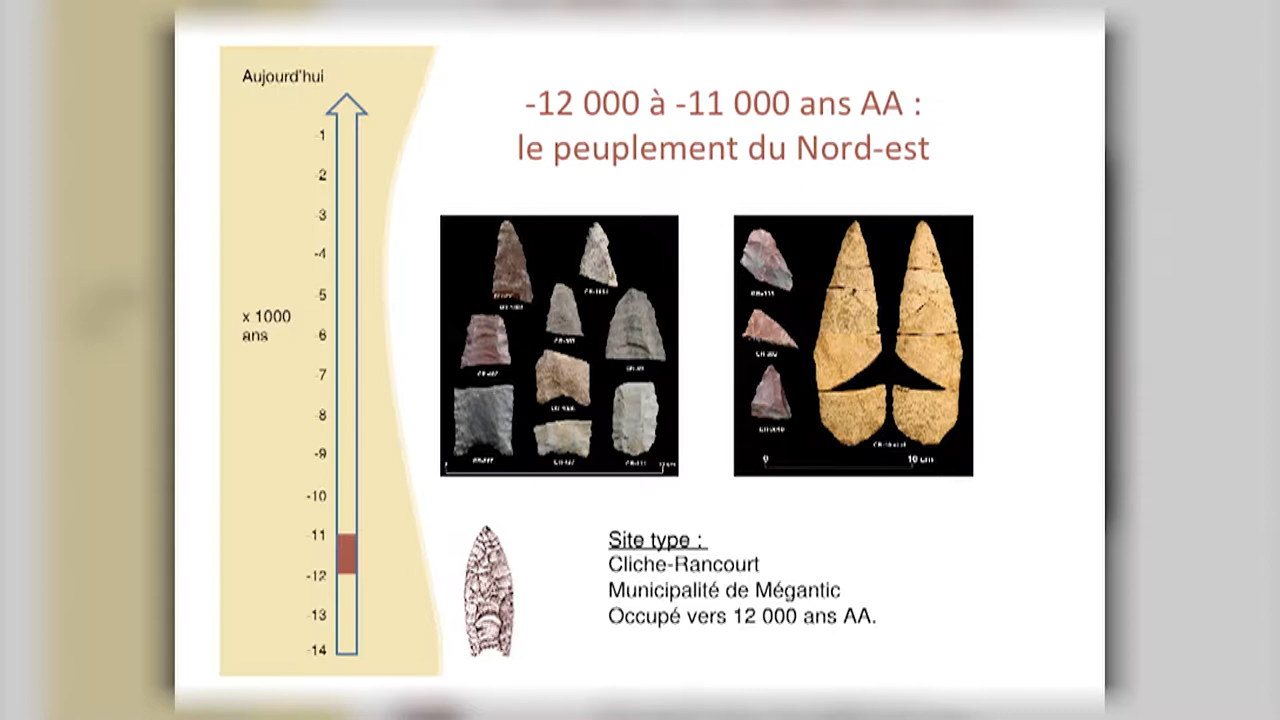 Aujourd'hui
-12 000 à -11 000 ans AA :
le peuplement du Nord-est
-1
-2
-3
-4
-5
x 1000
ans
-6
-7
-8
-9
-10
-11
-12
-13
-14
0
10 cm
Site type :
Cliche-Rancourt
Municipalité de Mégantic
Occupé vers 12 000 ans AA.